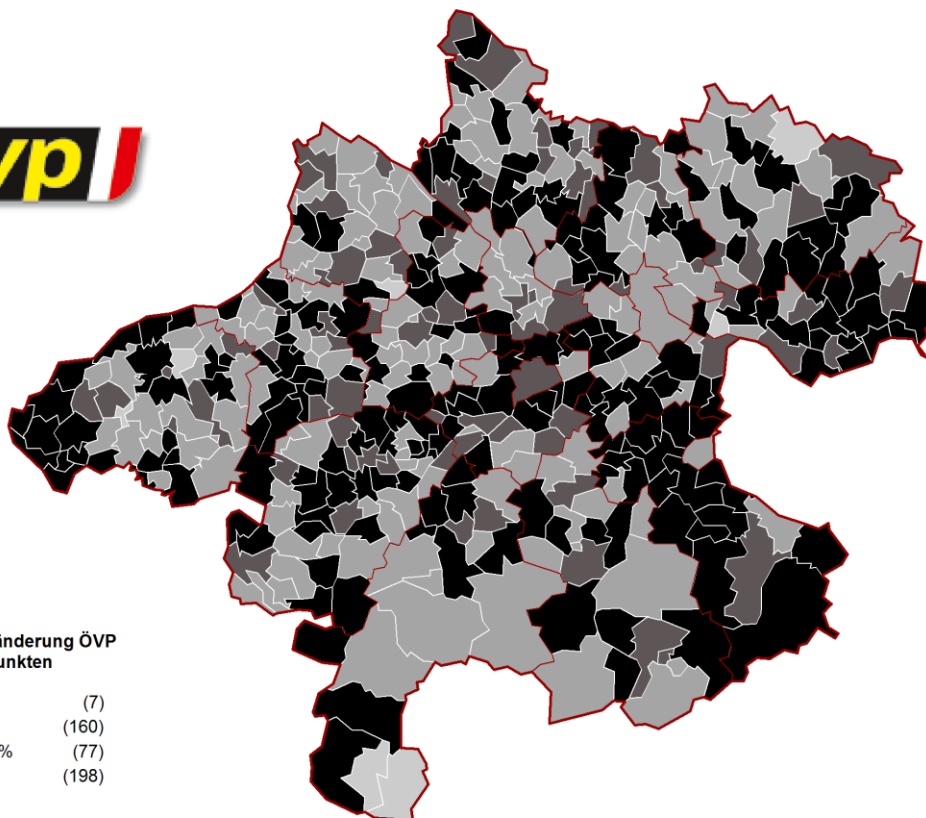 vp
änderung ÖVP
unkten
(7)
(160)
% (77)
(198)